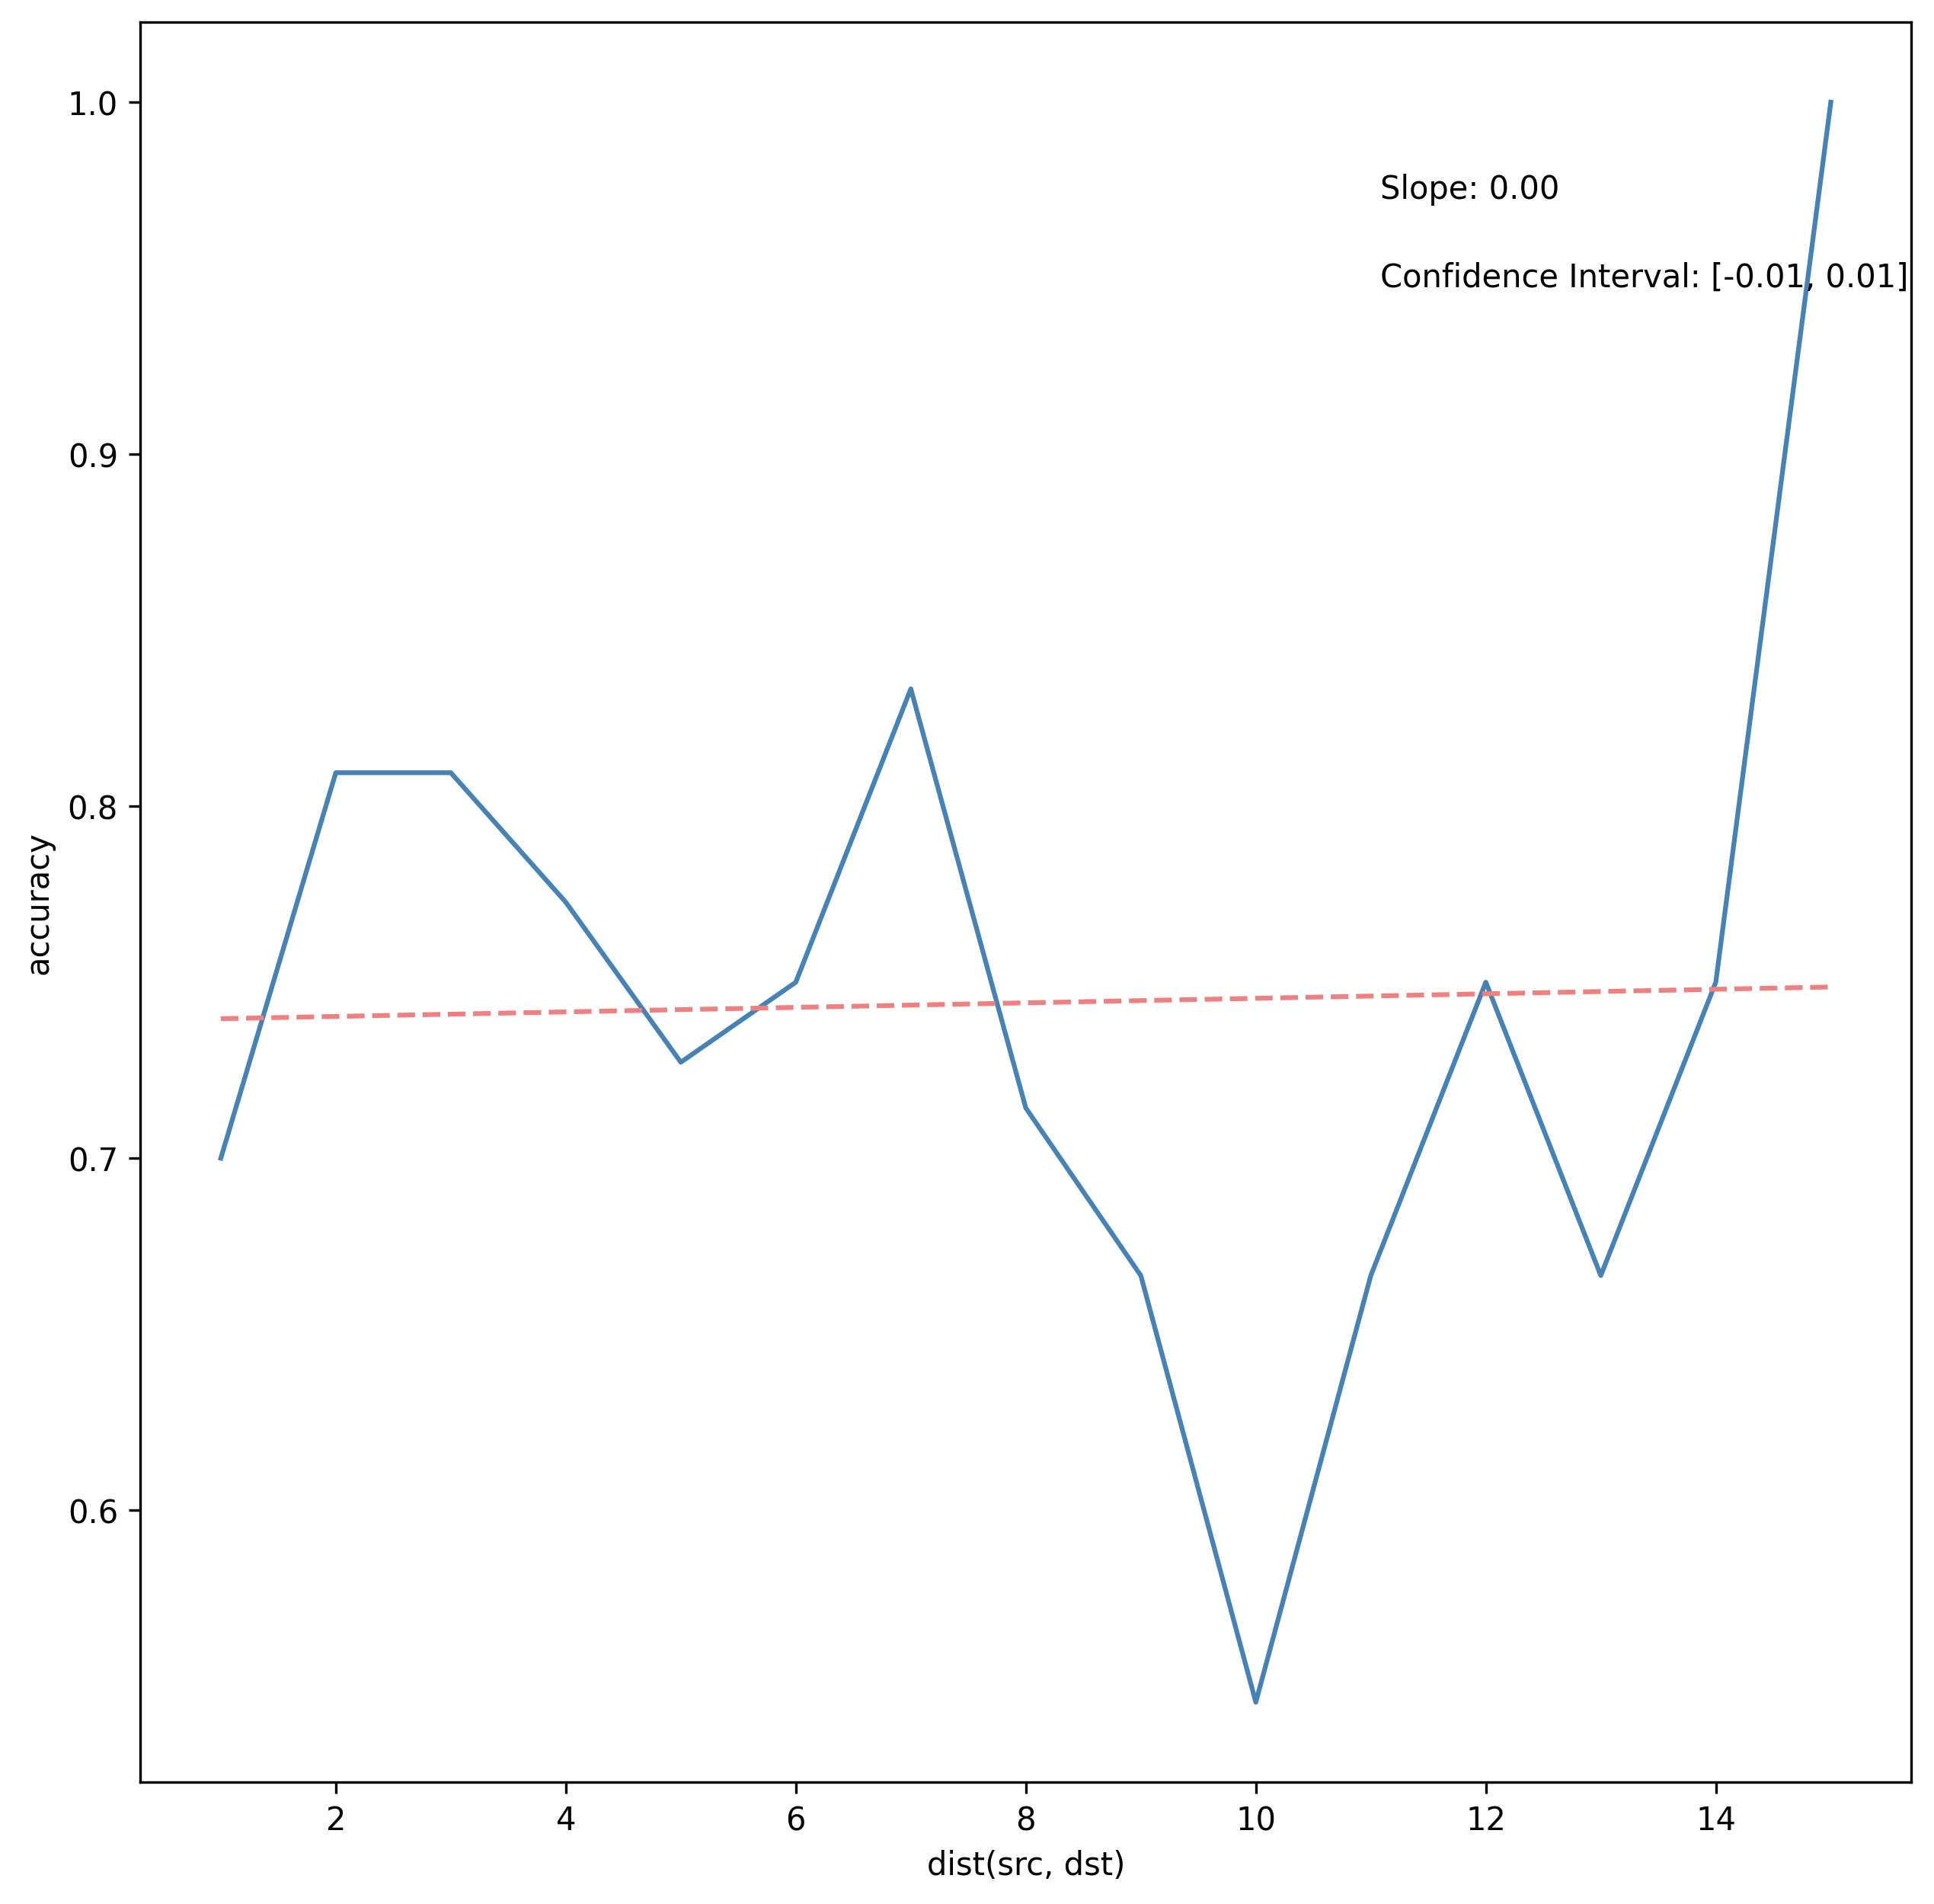 1.0
0.9
0.8
0.7
0.6
accuracy
Slope: 0.00
Confidence Interval: [-0.01, 0.01]
2 4 6 8 10 12 14
dist(src, dst)